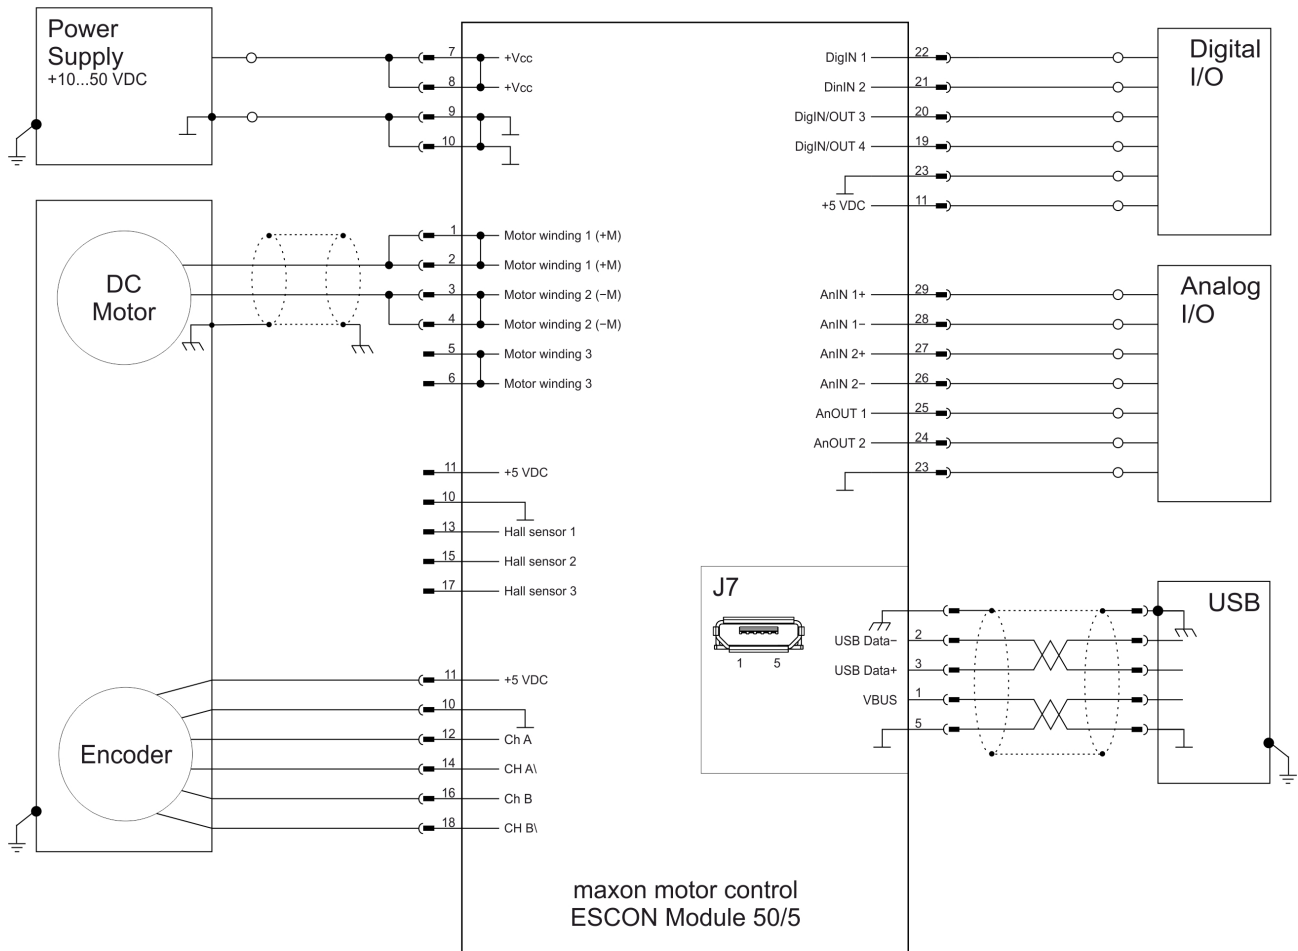 Power
Supply
+10...50 VDC
7 +Vcc
8 +Vcc
9
10
DC
Motor
1 Motor winding 1 (+M)
2 Motor winding 1 (+M)
3 Motor winding 2 (−M)
4 Motor winding 2 (−M)
5 Motor winding 3
6 Motor winding 3
11 +5 VDC
10
13 Hall sensor 1
15 Hall sensor 2
17 Hall sensor 3
Encoder
11 +5 VDC
10
12 Ch A
14 CH A\
16 Ch B
18 CH B\
DigIN 1 22
DinIN 2 21
DigIN/OUT 3 20
DigIN/OUT 4 19
23
+5 VDC 11
Digital
I/O
AnIN 1+ 29
AnIN 1− 28
AnIN 2+ 27
AnIN 2− 26
AnOUT 1 25
AnOUT 2 24
23
Analog
I/O
J7
1 5
USB Data− 2
USB Data+ 3
VBUS 1
5
USB
maxon motor control
ESCON Module 50/5